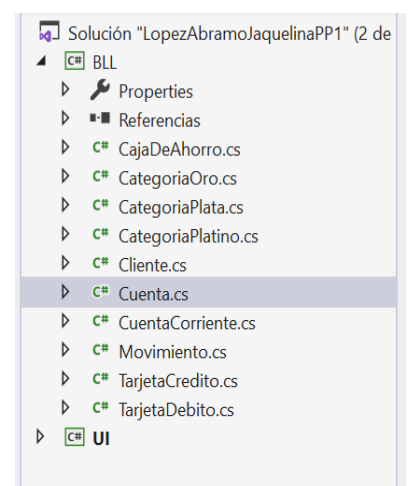 Solución "LopezAbramoJaquelinaPP1" (2 de
C# BLL
Properties
Referencias
C# CajaDeAhorro.cs
C# CategoriaOro.cs
C# CategoriaPlata.cs
C# CategoriaPlatino.cs
C# Cliente.cs
C# Cuenta.cs
C# CuentaCorriente.cs
C# Movimiento.cs
C# TarjetaCredito.cs
C# TarjetaDebito.cs
C# UI